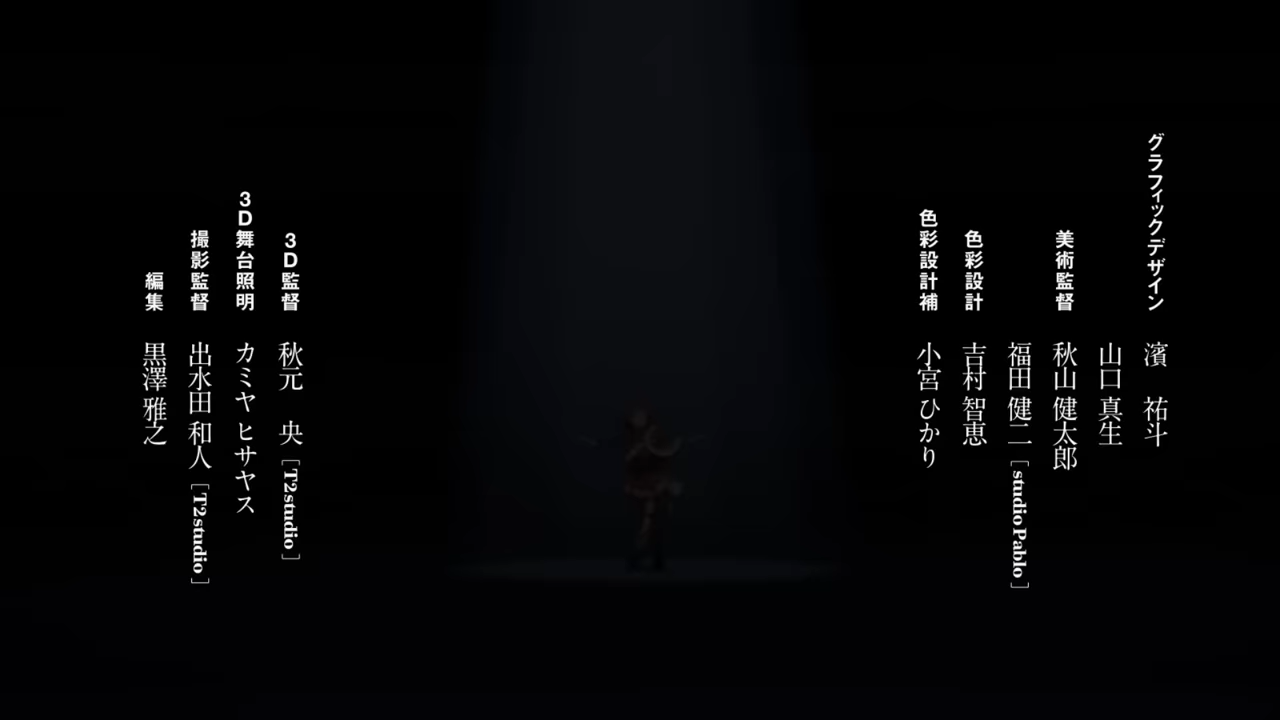 グラフィックデザイン 濱 祐斗
山口 真生
美術監督 秋山 健太郎
福田 健二［studio Pablo］
色彩設計 吉村 智恵
色彩設計補 小宮 ひかり
3D監督 秋元 央［T2studio］
3D舞台照明 カミヤ ヒサヤス
撮影監督 出水田 和人［T2studio］
編集 黒澤 雅之